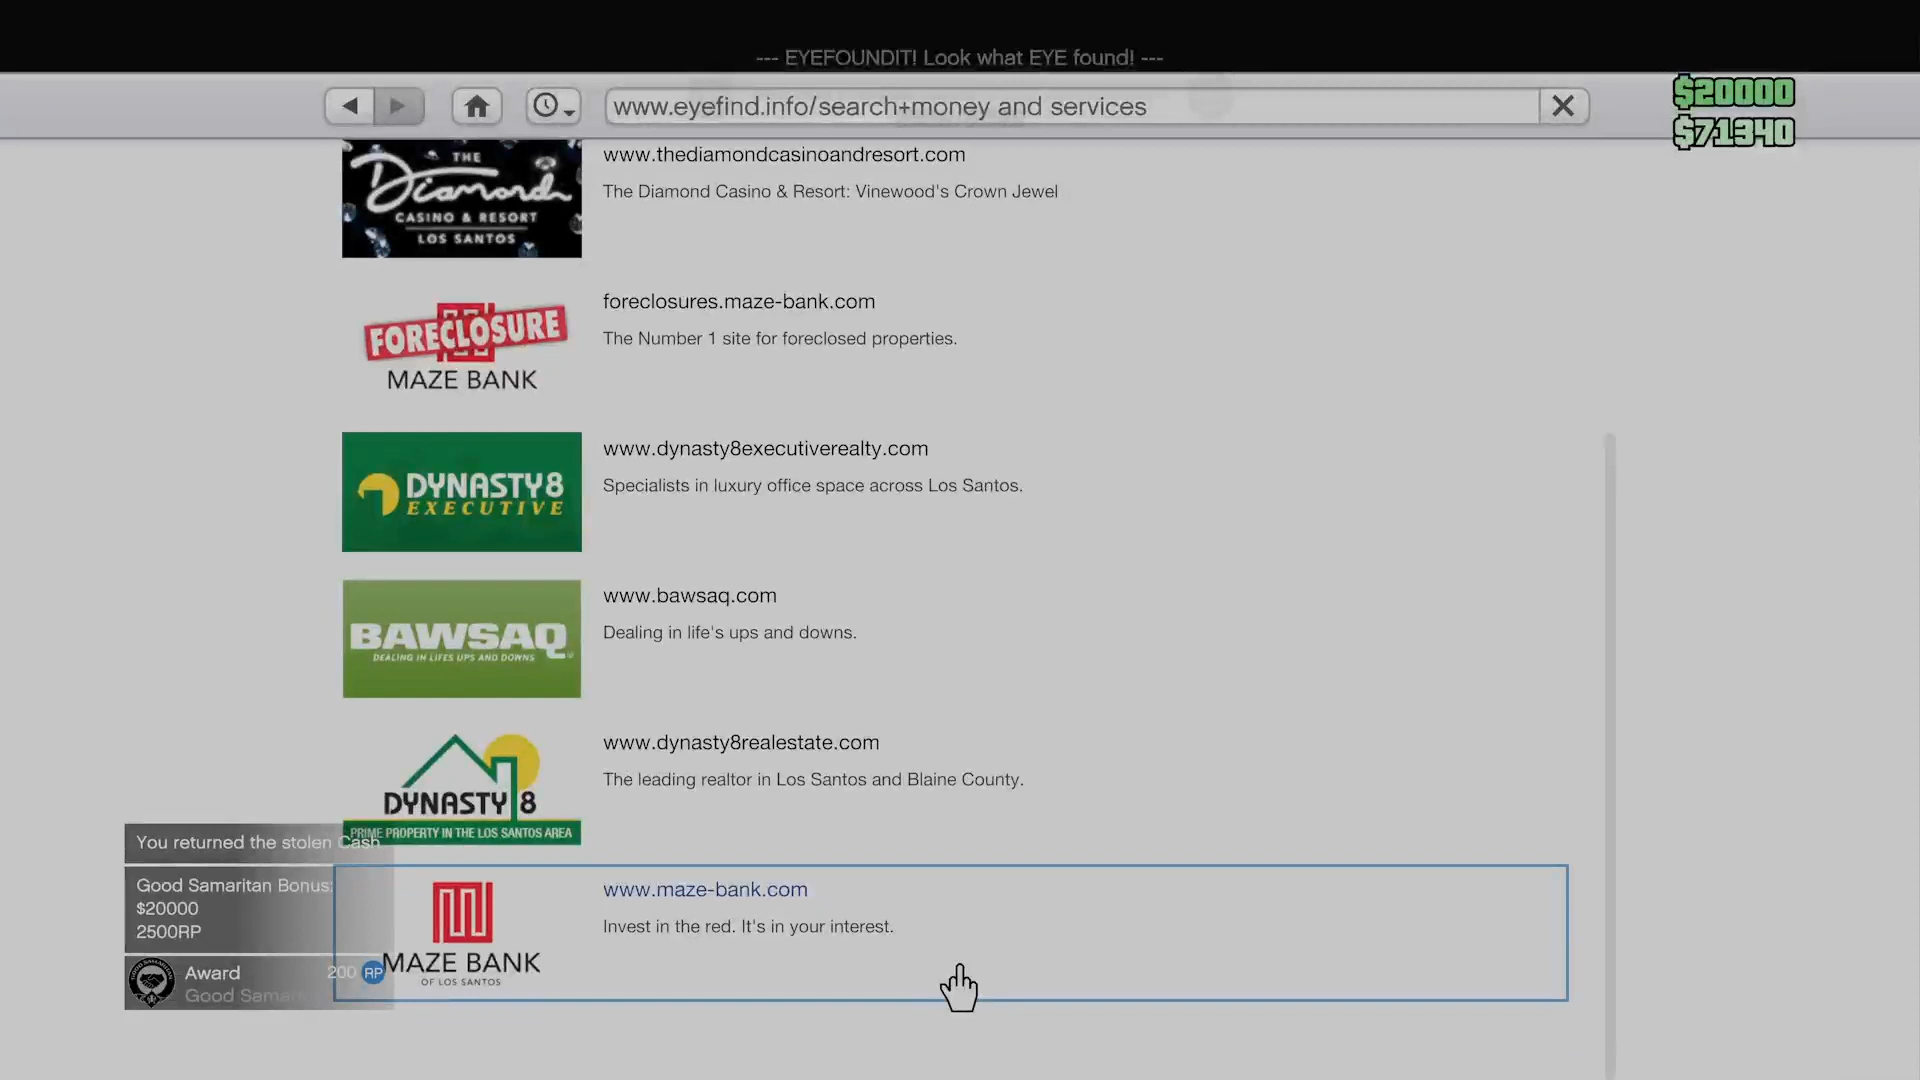 --- EYEFOUNDIT! Look what EYE found! ---
www.eyefind.info/search+money and services
$20000
$71340
THE
Diamond
CASINO & RESORT
LOS SANTOS
www.thediamondcasinoandresort.com
The Diamond Casino & Resort: Vinewood's Crown Jewel
FORECLOSURE
MAZE BANK
foreclosures.maze-bank.com
The Number 1 site for foreclosed properties.
DYNASTY8
EXECUTIVE
www.dynasty8executiverealty.com
Specialists in luxury office space across Los Santos.
BAWSAQ
DEALING IN LIFES UPS AND DOWNS
www.bawsaq.com
Dealing in life's ups and downs.
DYNASTY 8
PRIME PROPERTY IN THE LOS SANTOS AREA
www.dynasty8realestate.com
The leading realtor in Los Santos and Blaine County.
MAZE BANK
OF LOS SANTOS
www.maze-bank.com
Invest in the red. It's in your interest.
You returned the stolen Cash
Good Samaritan Bonus:
$20000
2500RP
Award
200 RP
Good Samari